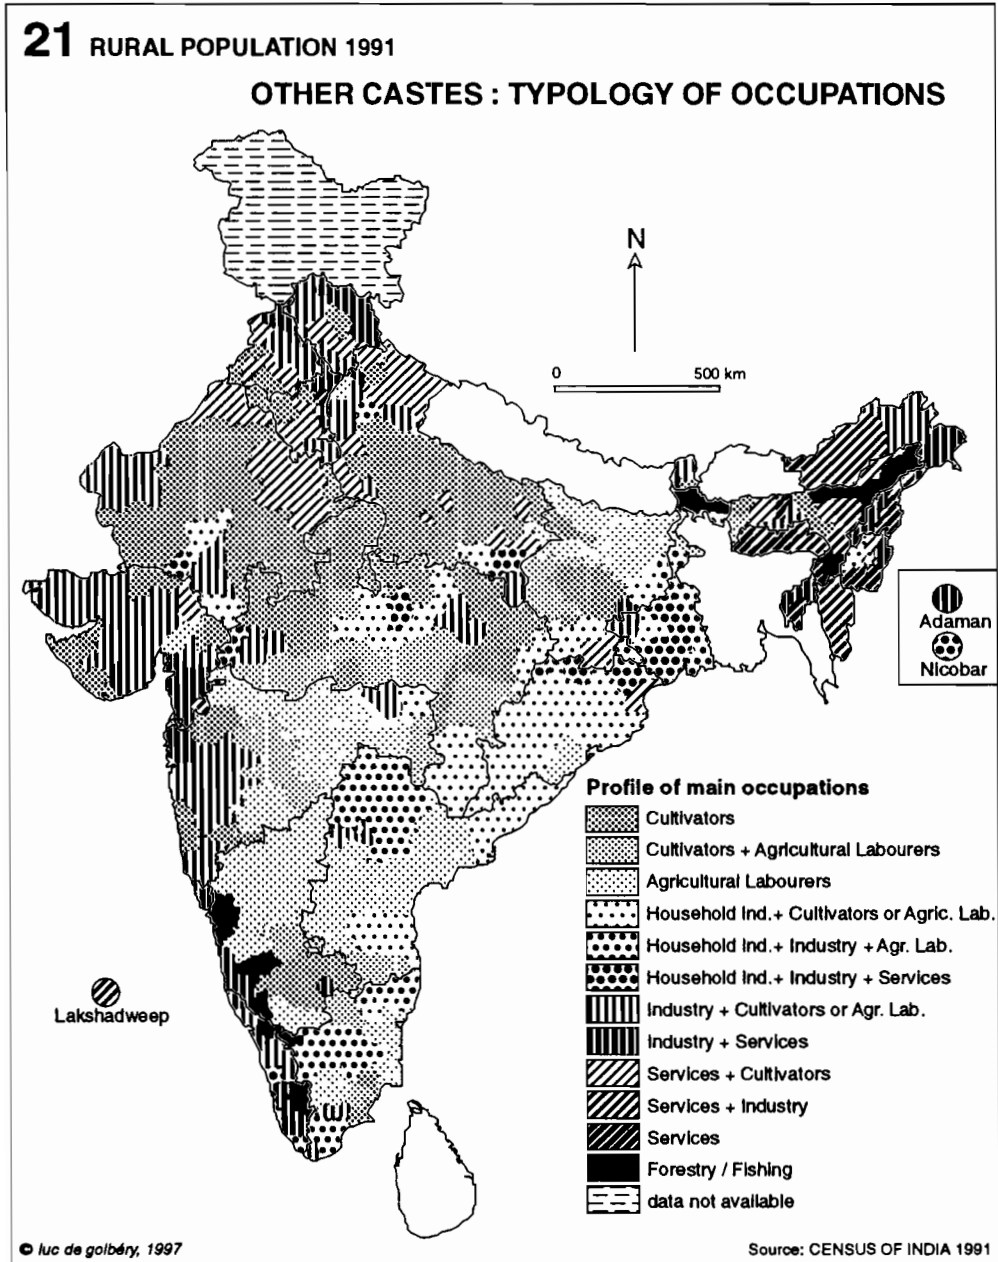 21 RURAL POPULATION 1991
OTHER CASTES : TYPOLOGY OF OCCUPATIONS
N
0 500 km
Adaman
Nicobar
Lakshadweep
Profile of main occupations
Cultivators
Cultivators + Agricultural Labourers
Agricultural Labourers
Household Ind.+ Cultivators or Agric. Lab.
Household Ind.+ Industry +Agr. Lab.
Household Ind.+ Industry + Services
Industry + Cultivators or Agr. Lab.
Industry + Services
Services + Cultivators
Services + Industry
Services
Forestry / Fishing
data not available
© luc de golbéry, 1997
Source: CENSUS OF INDIA 1991